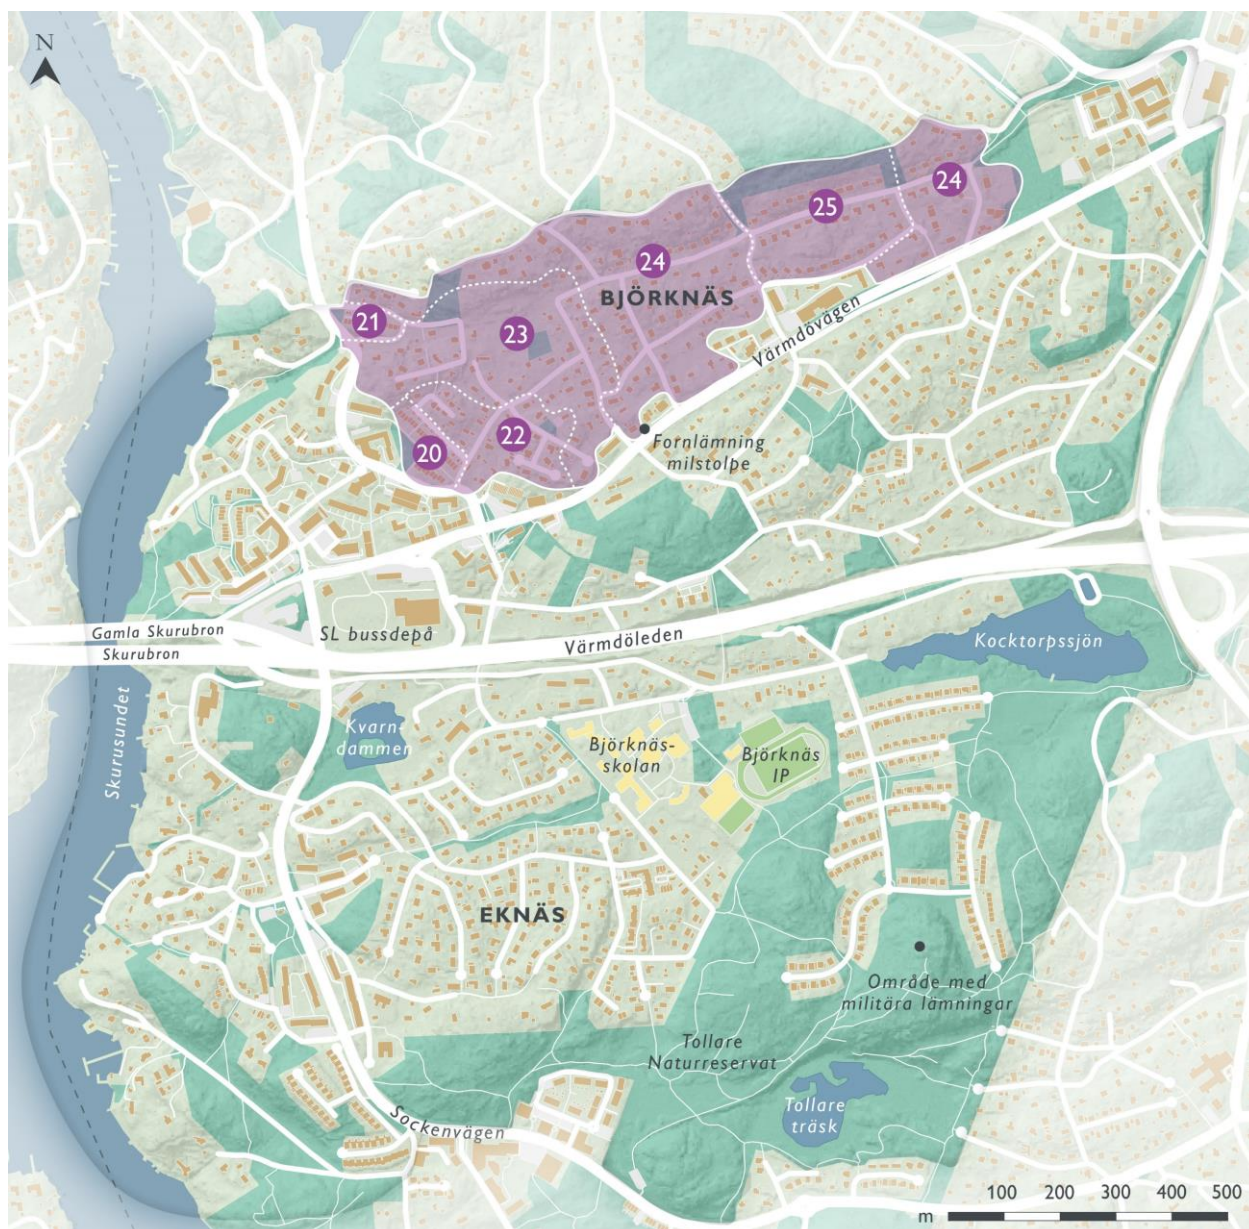 N
24
25
24
BJÖRKNÄS
21
23
Värmdövägen
22
20
Fornlämning
milstolpe
Gamla Skurubron
SL bussdepå
Skurubron
Värmdöleden
Kocktorpssjön
Skurusundet
Kvarn-
dammen
Björknäs-
skolan
Björknäs
IP
EKNÄS
Område med
militära lämningar
Tollare
Naturreservat
Tollare
träsk
Sockenvägen
100 200 300 400 500
m